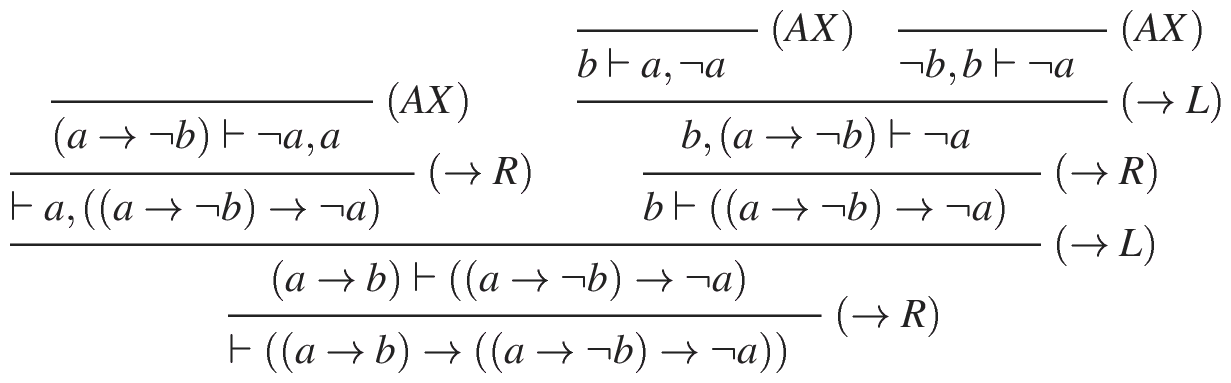 b ⊢ a, ¬a (AX) ¬b, b ⊢ ¬a (AX)
(a → ¬b) ⊢ ¬a, a (AX) b, (a → ¬b) ⊢ ¬a (→ L)
⊢ a, ((a → ¬b) → ¬a) (→ R) b ⊢ ((a → ¬b) → ¬a) (→ R)
(a → b) ⊢ ((a → ¬b) → ¬a) (→ L)
⊢ ((a → b) → ((a → ¬b) → ¬a)) (→ R)